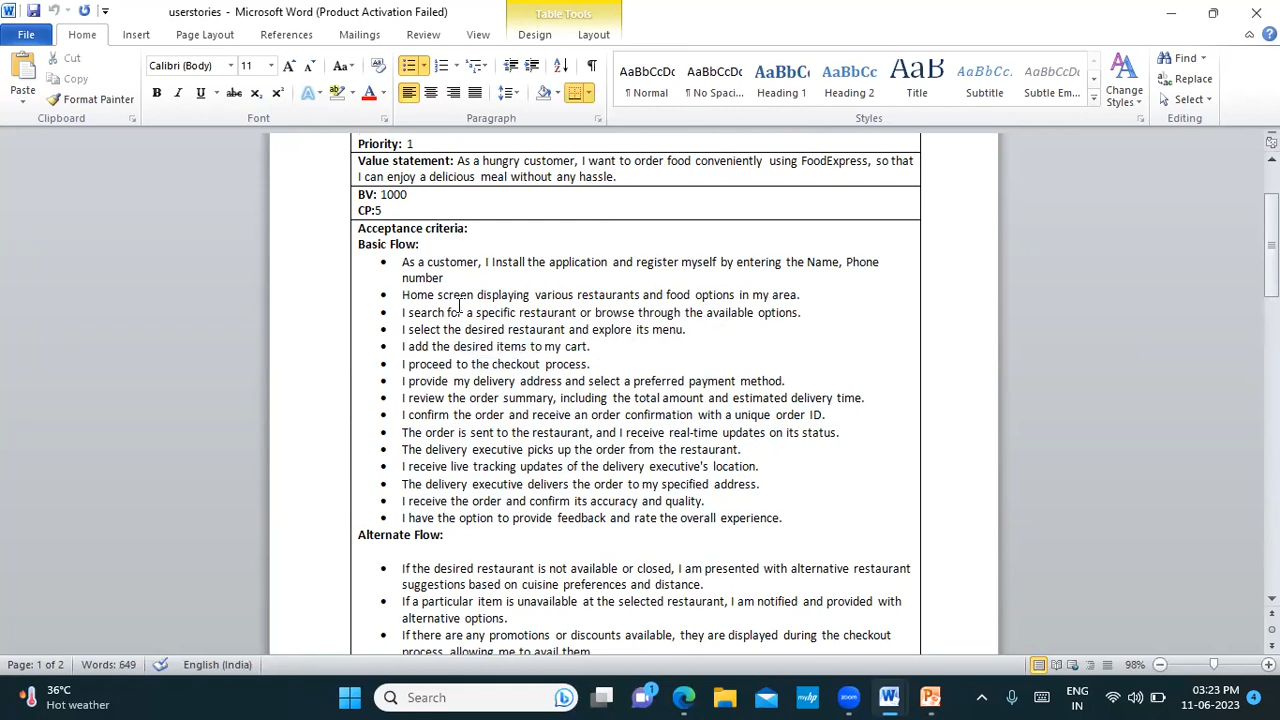 userstories - Microsoft Word (Product Activation Failed)
Table Tools
File Home Insert Page Layout References Mailings Review View Design Layout
Paste
Cut
Copy
Format Painter
Clipboard
Calibri (Body) 11
Font
Paragraph
AaBbCcDc AaBbCcDc AaBbC AaBbCc AaB AaBbCcL AaBbCcDc
¶ Normal ¶ No Spaci... Heading 1 Heading 2 Title Subtitle Subtle Em...
Change Styles
Styles
Find
Replace
Select
Editing
Priority: 1
Value statement: As a hungry customer, I want to order food conveniently using FoodExpress, so that
I can enjoy a delicious meal without any hassle.
BV: 1000
CP:5
Acceptance criteria:
Basic Flow:
• As a customer, I Install the application and register myself by entering the Name, Phone
number
• Home screen displaying various restaurants and food options in my area.
• I search for a specific restaurant or browse through the available options.
• I select the desired restaurant and explore its menu.
• I add the desired items to my cart.
• I proceed to the checkout process.
• I provide my delivery address and select a preferred payment method.
• I review the order summary, including the total amount and estimated delivery time.
• I confirm the order and receive an order confirmation with a unique order ID.
• The order is sent to the restaurant, and I receive real-time updates on its status.
• The delivery executive picks up the order from the restaurant.
• I receive live tracking updates of the delivery executive's location.
• The delivery executive delivers the order to my specified address.
• I receive the order and confirm its accuracy and quality.
• I have the option to provide feedback and rate the overall experience.
Alternate Flow:
• If the desired restaurant is not available or closed, I am presented with alternative restaurant
suggestions based on cuisine preferences and distance.
• If a particular item is unavailable at the selected restaurant, I am notified and provided with
alternative options.
• If there are any promotions or discounts available, they are displayed during the checkout
process, allowing me to avail them.
Page: 1 of 2 Words: 649 English (India) 98%
36°C
Hot weather
Search
ENG
IN
03:23 PM
11-06-2023